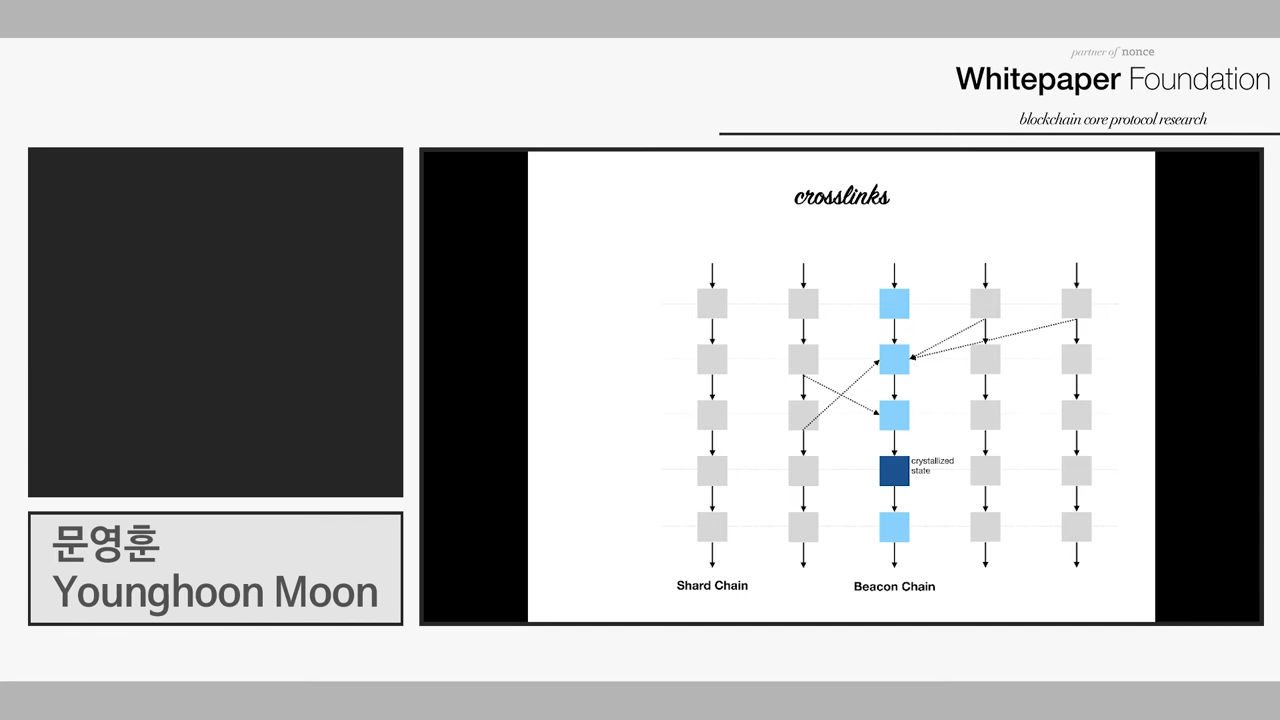 partner of nonce
Whitepaper Foundation
blockchain core protocol research
crosslinks
crystallized
state
Shard Chain
Beacon Chain
문영훈
Younghoon Moon